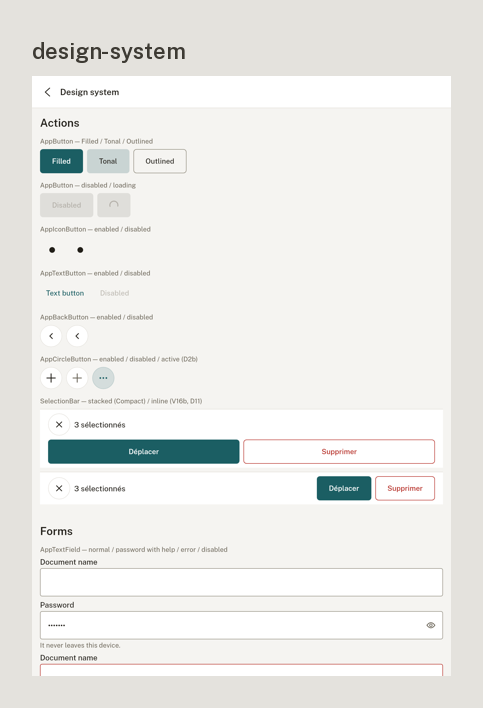 design-system
Design system
Actions
AppButton — Filled / Tonal / Outlined
Filled
Tonal
Outlined
AppButton — disabled / loading
Disabled
AppIconButton — enabled / disabled
AppTextButton — enabled / disabled
Text button
Disabled
AppBackButton — enabled / disabled
AppCircleButton — enabled / disabled / active (D2b)
SelectionBar — stacked (Compact) / inline (V16b, D11)
3 sélectionnés
Déplacer
Supprimer
3 sélectionnés
Déplacer
Supprimer
Forms
AppTextField — normal / password with help / error / disabled
Document name
Password
•••••••
It never leaves this device.
Document name